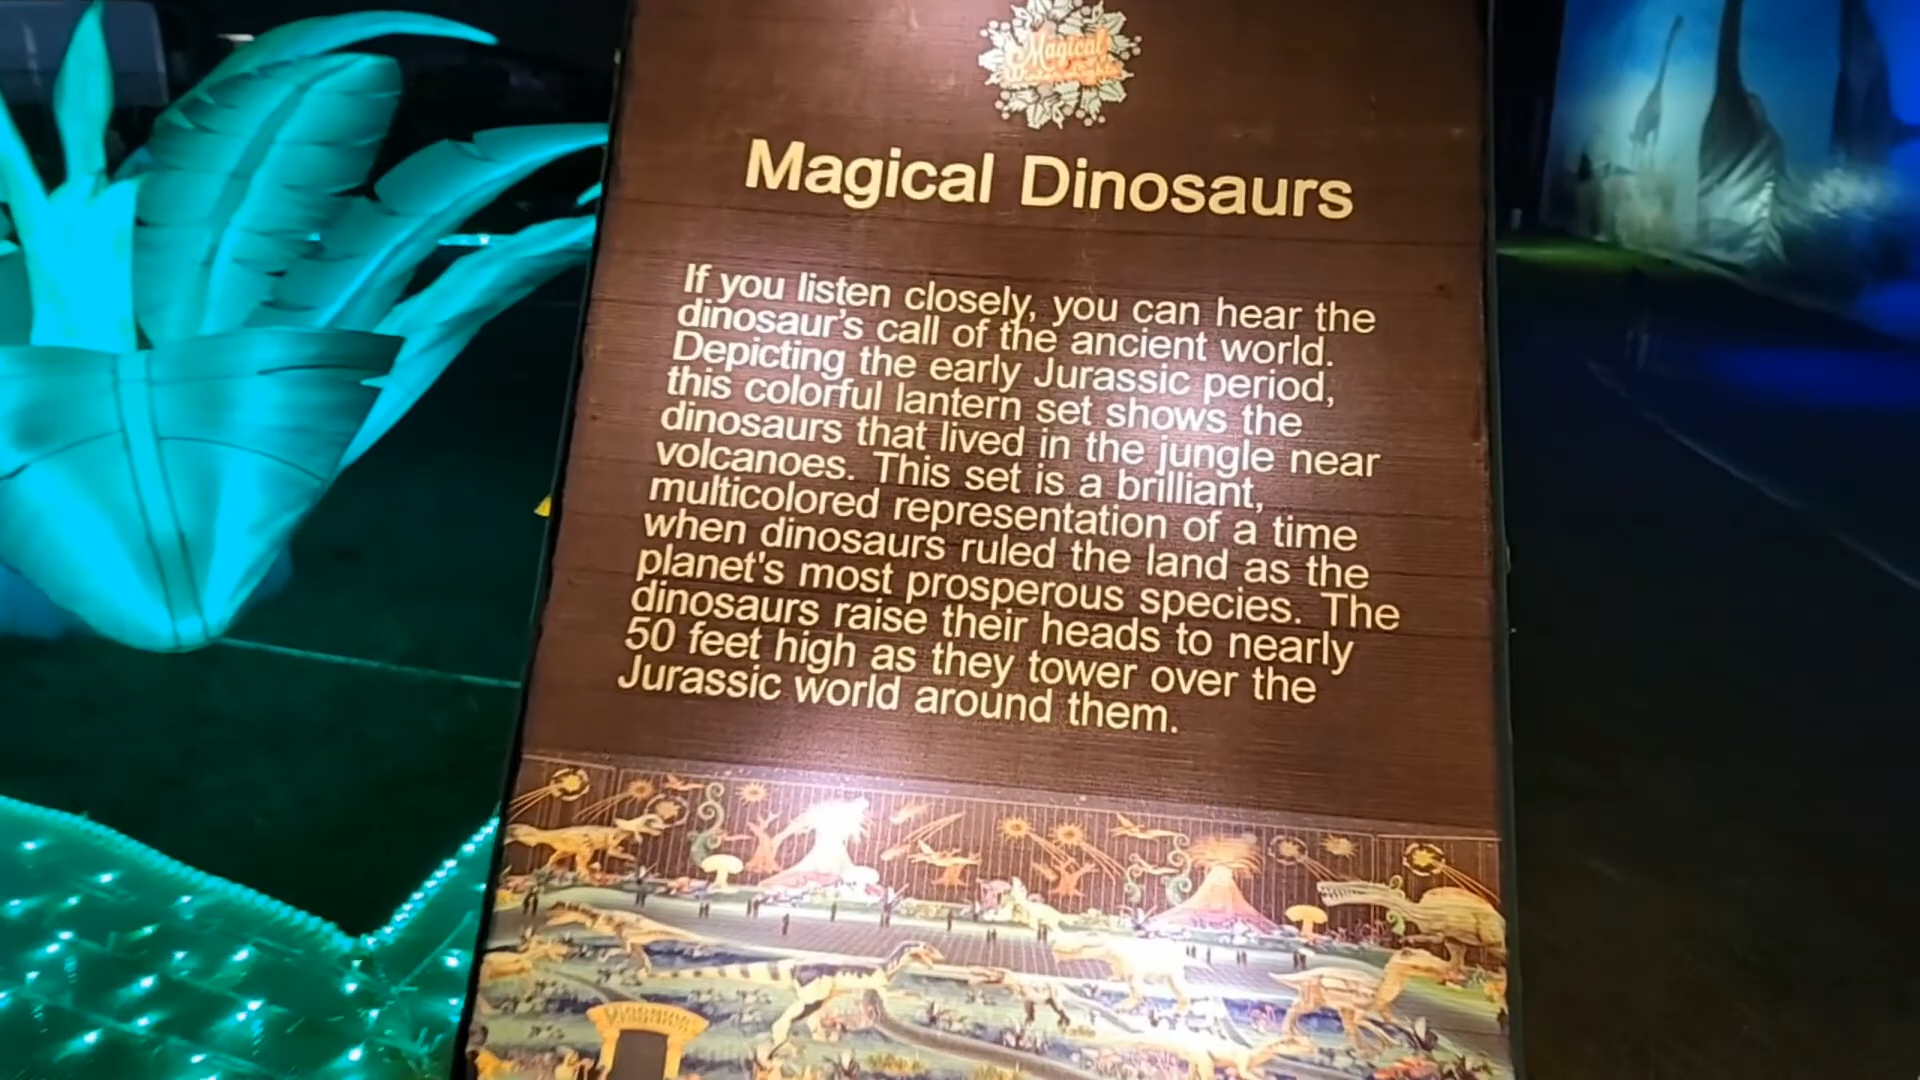 Magical
Magical Dinosaurs
If you listen closely, you can hear the
dinosaur's call of the ancient world.
Depicting the early Jurassic period,
this colorful lantern set shows the
dinosaurs that lived in the jungle near
volcanoes. This set is a brilliant,
multicolored representation of a time
when dinosaurs ruled the land as the
planet's most prosperous species. The
dinosaurs raise their heads to nearly
50 feet high as they tower over the
Jurassic world around them.